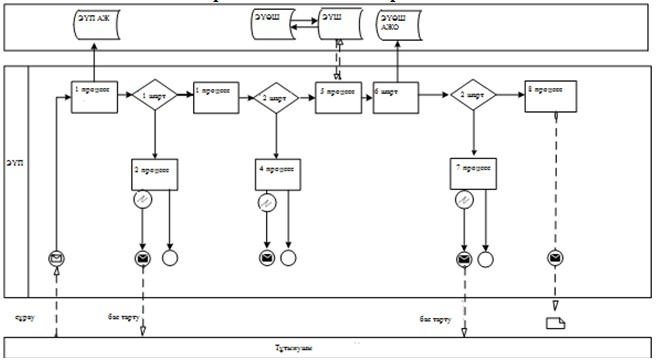 ЭҮП АЖ
ЭҮӨШ
ЭҮШ
ЭҮӨШ
АЖО
1 процесс
1 шарт
1 процесс
2 шарт
5 процесс
6 шарт
2 шарт
8 процесс
ЭҮП
2 процесс
4 процесс
7 процесс
сұрау
бас тарту
бас тарту
Тұтынушы